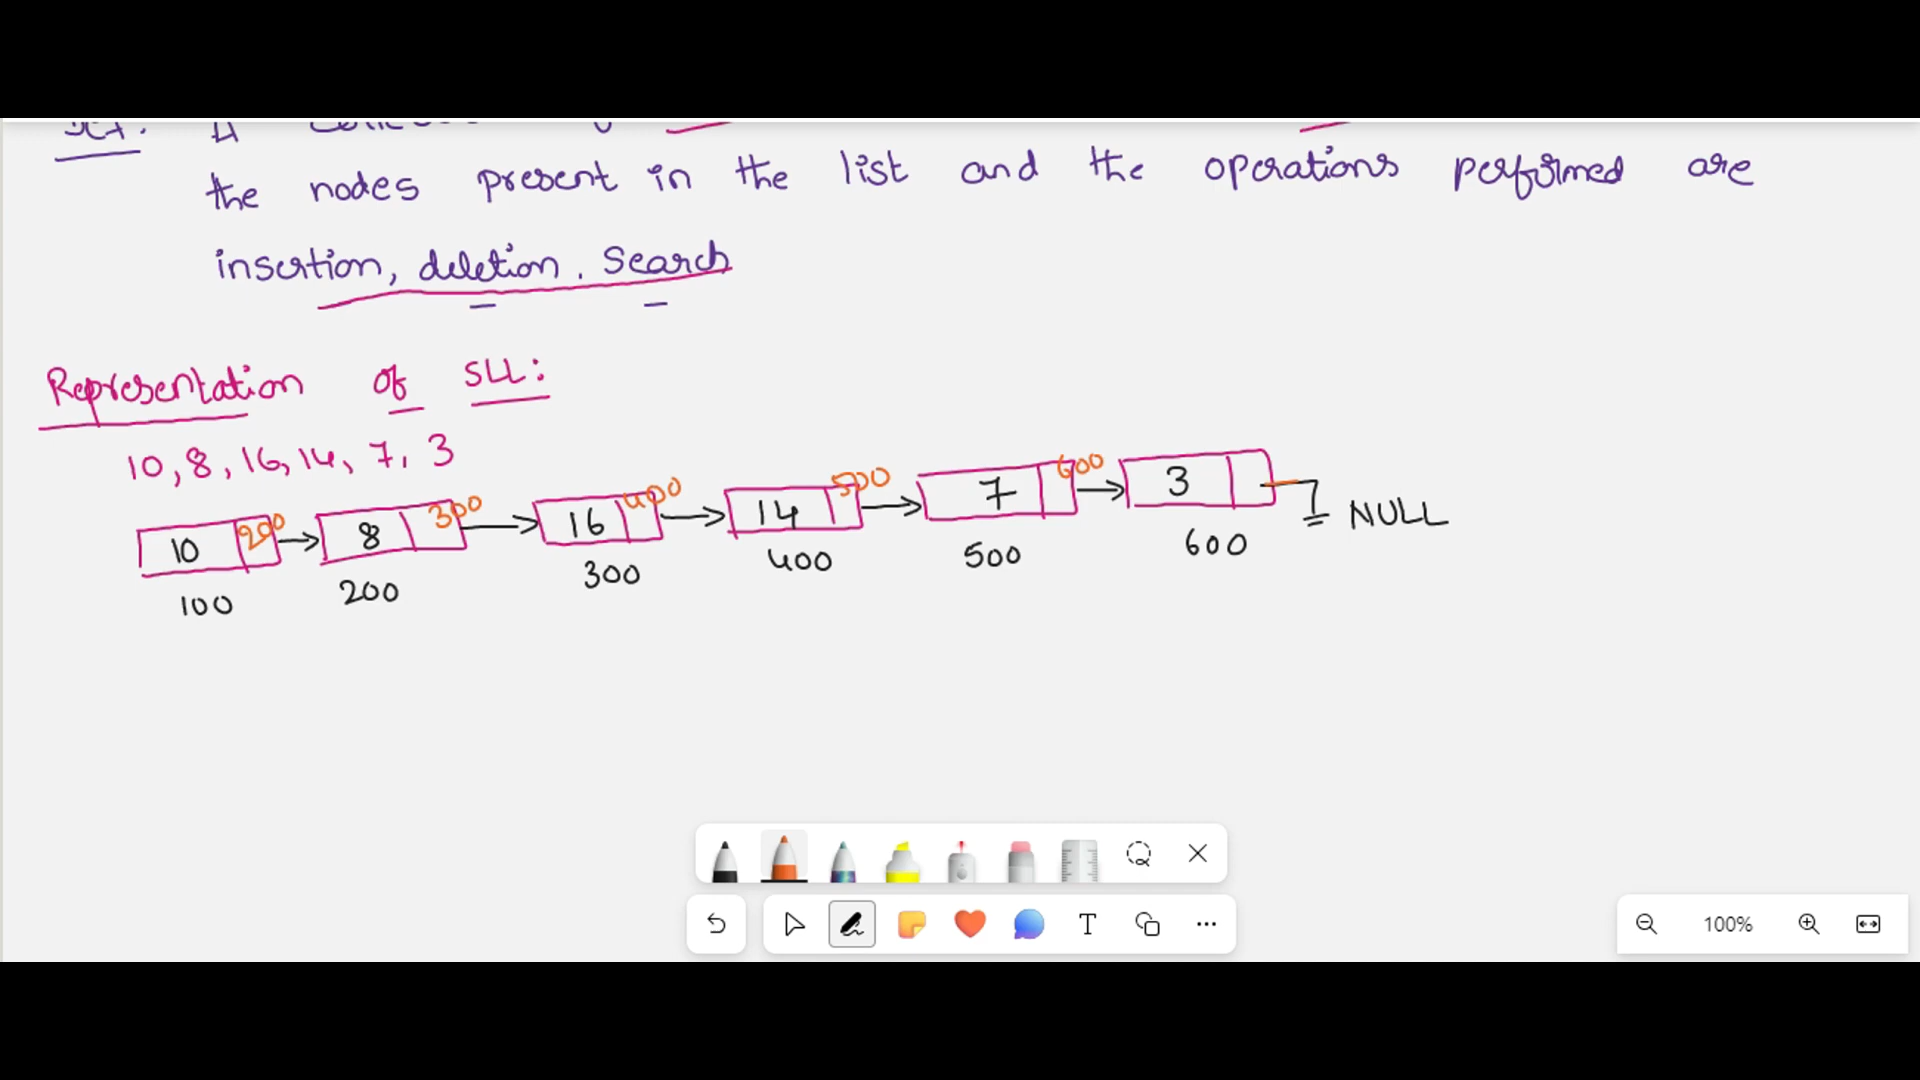 the nodes present in the list and the operations performed are
insertion, deletion. Search
Representation of SLL:
10, 8, 16, 14, 7, 3
10 200 8 300 16 400 14 500 7 600 3 NULL
100 200 300 400 500 600
T
100%